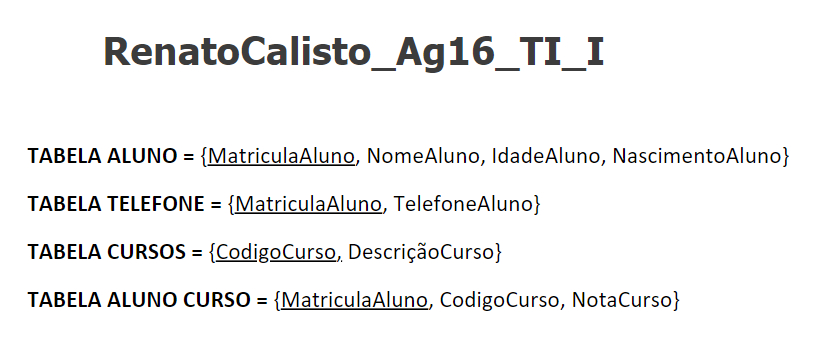 RenatoCalisto_Ag16_TI_I
TABELA ALUNO = {MatriculaAluno, NomeAluno, IdadeAluno, NascimentoAluno}
TABELA TELEFONE = {MatriculaAluno, TelefoneAluno}
TABELA CURSOS = {CodigoCurso, DescriçãoCurso}
TABELA ALUNO CURSO = {MatriculaAluno, CodigoCurso, NotaCurso}